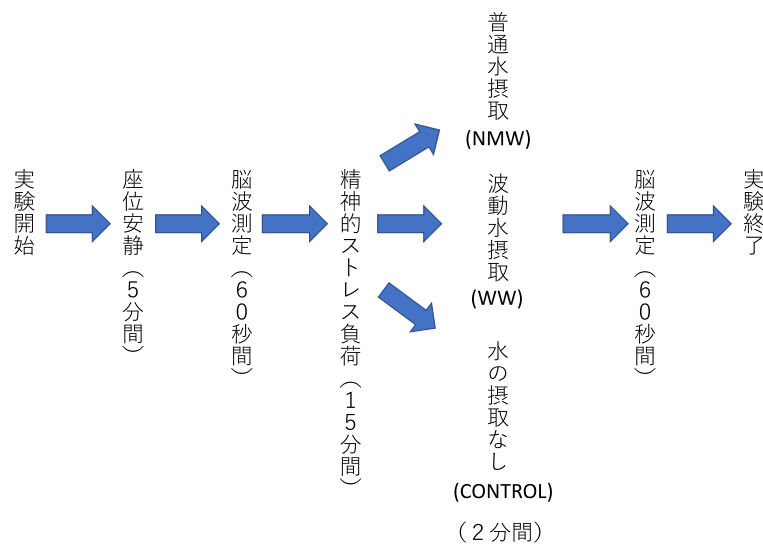 実験開始
座位安静（5分間）
脳波測定（60秒間）
精神的ストレス負荷（15分間）
普通水摂取
(NMW)
波動水摂取
(WW)
水の摂取なし
(CONTROL)
（2分間）
脳波測定（60秒間）
実験終了